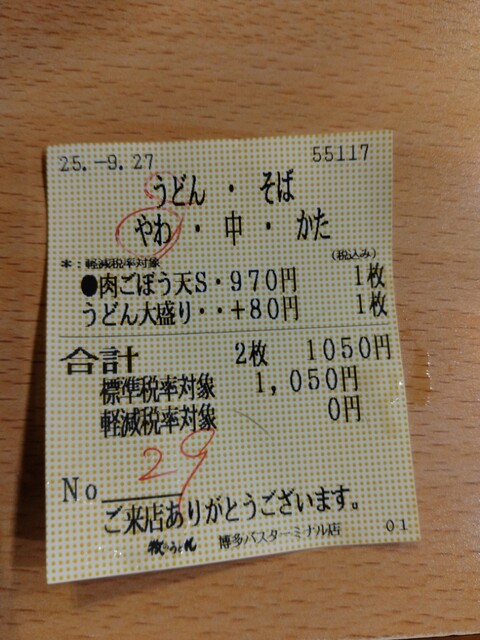 25.-9.27 55117
うどん・そば
やわ・中・かた
*:軽減税率対象 (税込み)
●肉ごぼう天S・970円 1枚
うどん大盛り・・+80円 1枚
合計 2枚 1050円
標準税率対象 1,050円
軽減税率対象 0円
No 29
ご来店ありがとうございます。
牧のうどん 博多バスターミナル店 01